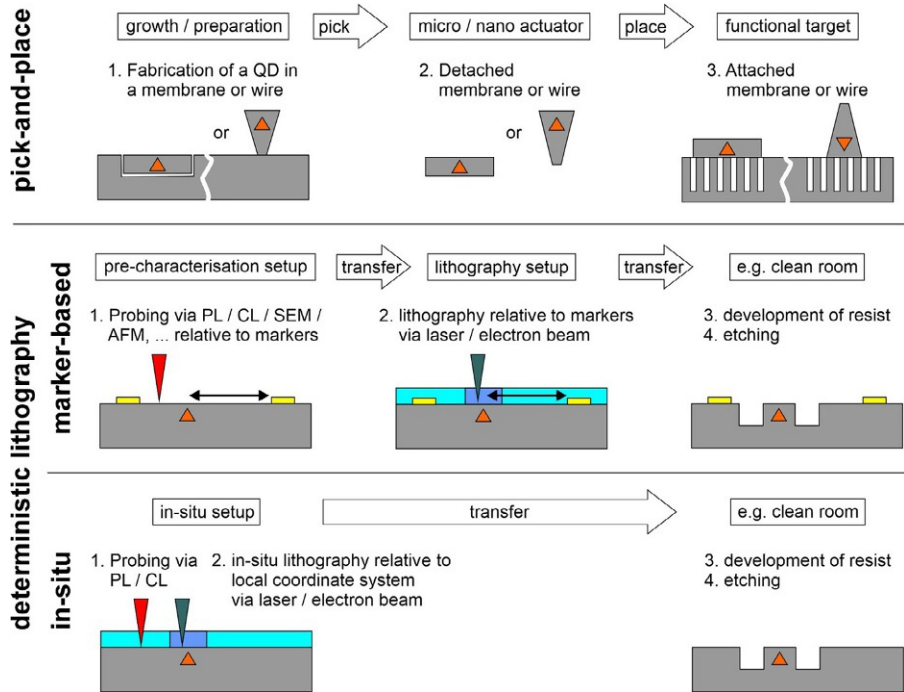 pick-and-place
growth / preparation
pick
micro / nano actuator
place
functional target
1. Fabrication of a QD in
a membrane or wire
or
2. Detached
membrane or wire
or
3. Attached
membrane or wire
deterministic lithography
marker-based
pre-characterisation setup
transfer
lithography setup
transfer
e.g. clean room
1. Probing via PL / CL / SEM /
AFM, ... relative to markers
2. lithography relative to markers
via laser / electron beam
3. development of resist
4. etching
in-situ
in-situ setup
transfer
e.g. clean room
1. Probing via
PL / CL
2. in-situ lithography relative to
local coordinate system
via laser / electron beam
3. development of resist
4. etching